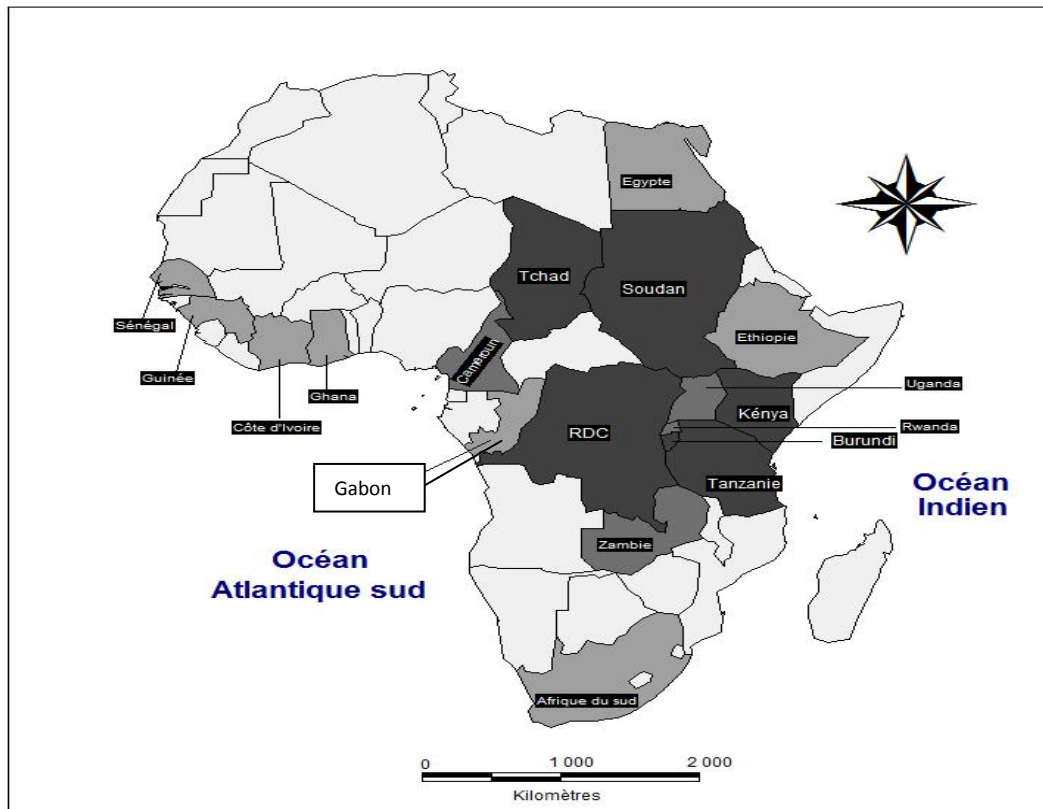 Egypte
Tchad
Soudan
Sénégal
Cameroun
Ethiopie
Guinée
Ghana
Uganda
Côte d'Ivoire
Kénya
RDC
Rwanda
Burundi
Gabon
Tanzanie
Océan
Indien
Zambie
Océan
Atlantique sud
Afrique du sud
0 1 000 2 000
Kilomètres